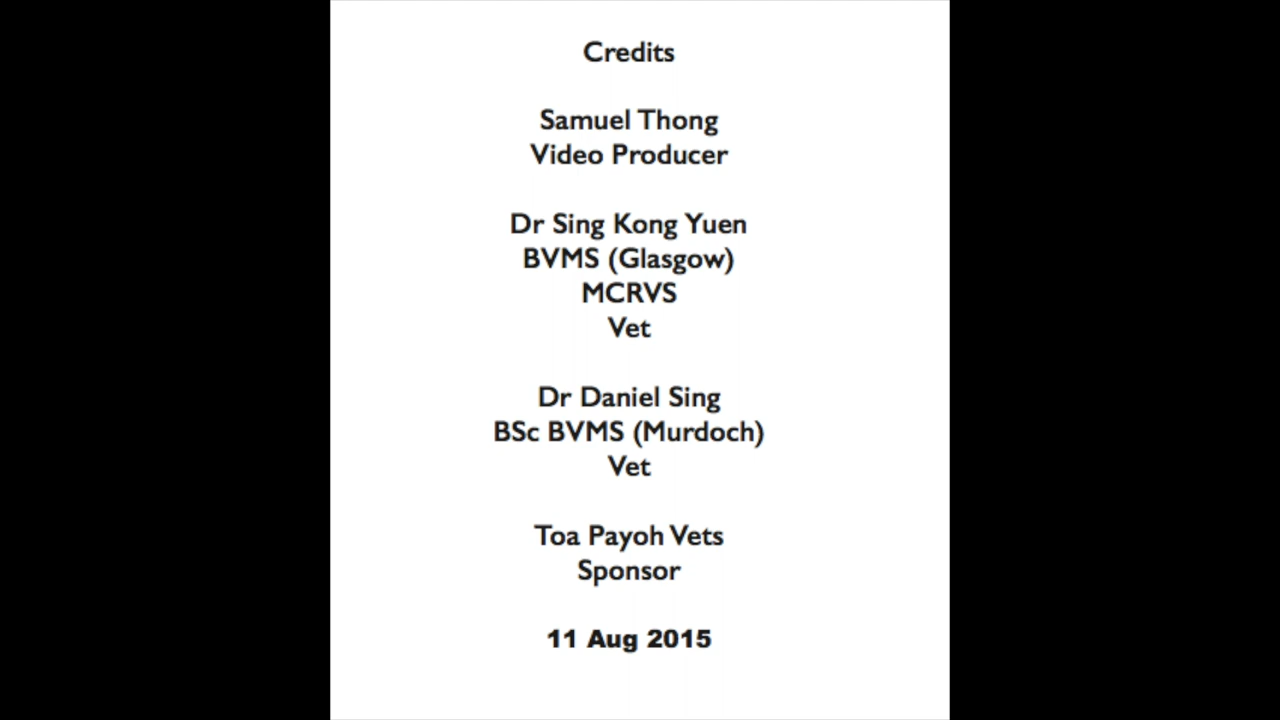 Credits
Samuel Thong
Video Producer
Dr Sing Kong Yuen
BVMS (Glasgow)
MCRVS
Vet
Dr Daniel Sing
BSc BVMS (Murdoch)
Vet
Toa Payoh Vets
Sponsor
11 Aug 2015